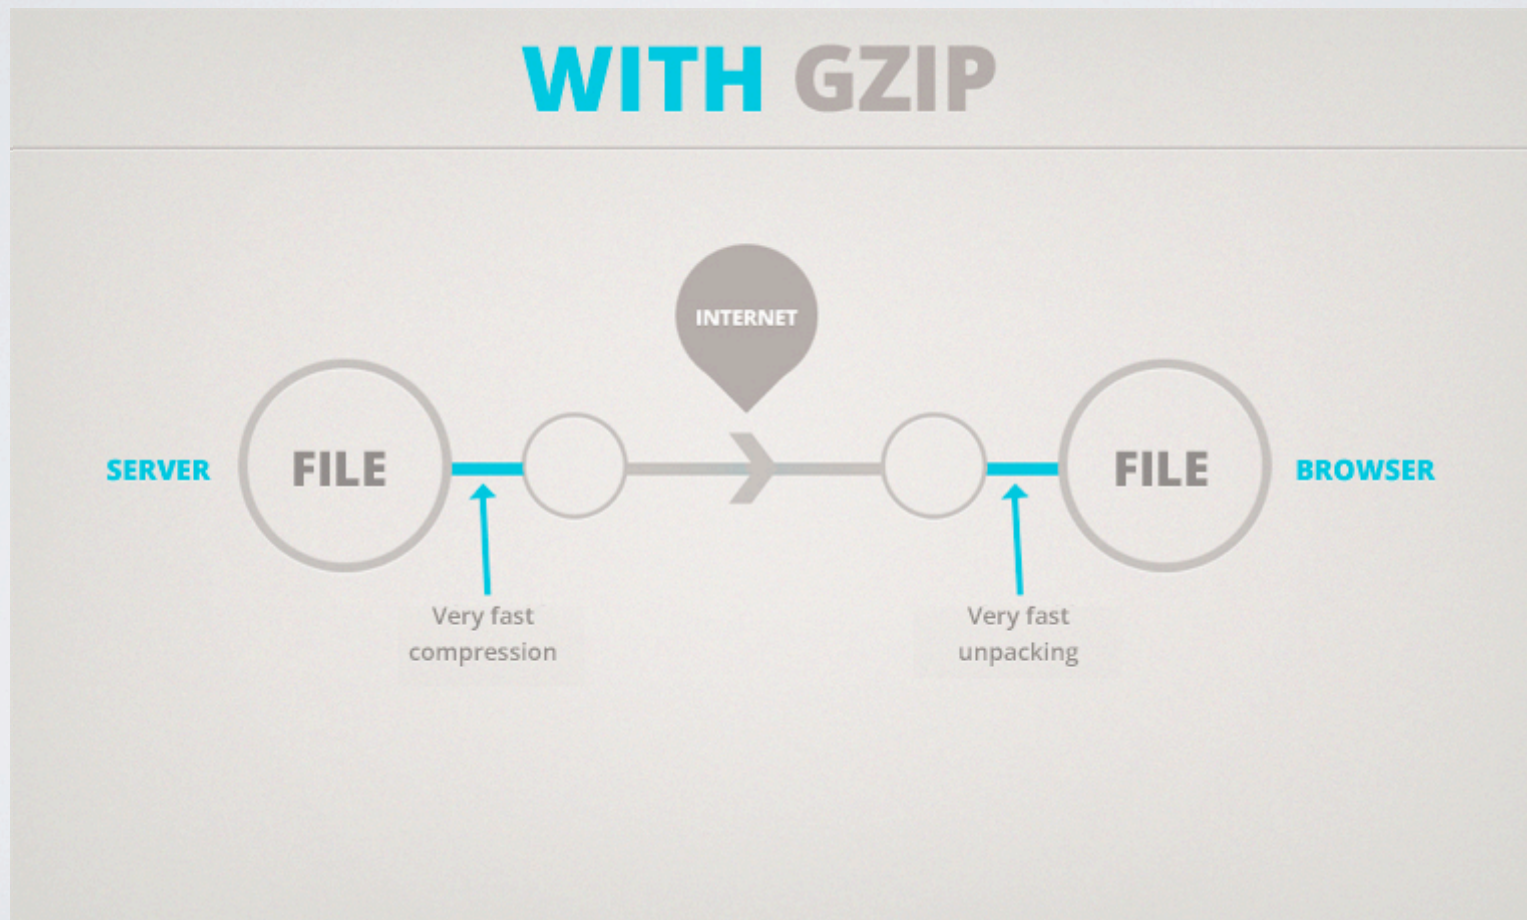 WITH GZIP
INTERNET
SERVER
FILE
FILE
BROWSER
Very fast
compression
Very fast
unpacking